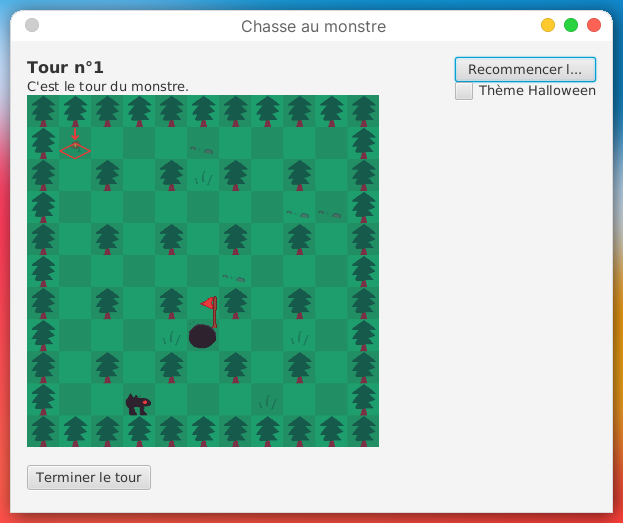 Chasse au monstre
Tour n°1
C'est le tour du monstre.
Recommencer l...
Thème Halloween
Terminer le tour